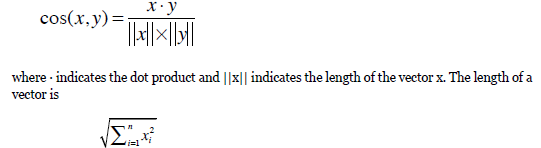 cos(x,y) = x · y / ||x||×||y||
where · indicates the dot product and ||x|| indicates the length of the vector x. The length of a
vector is
√∑ⁿᵢ₌₁ xᵢ²